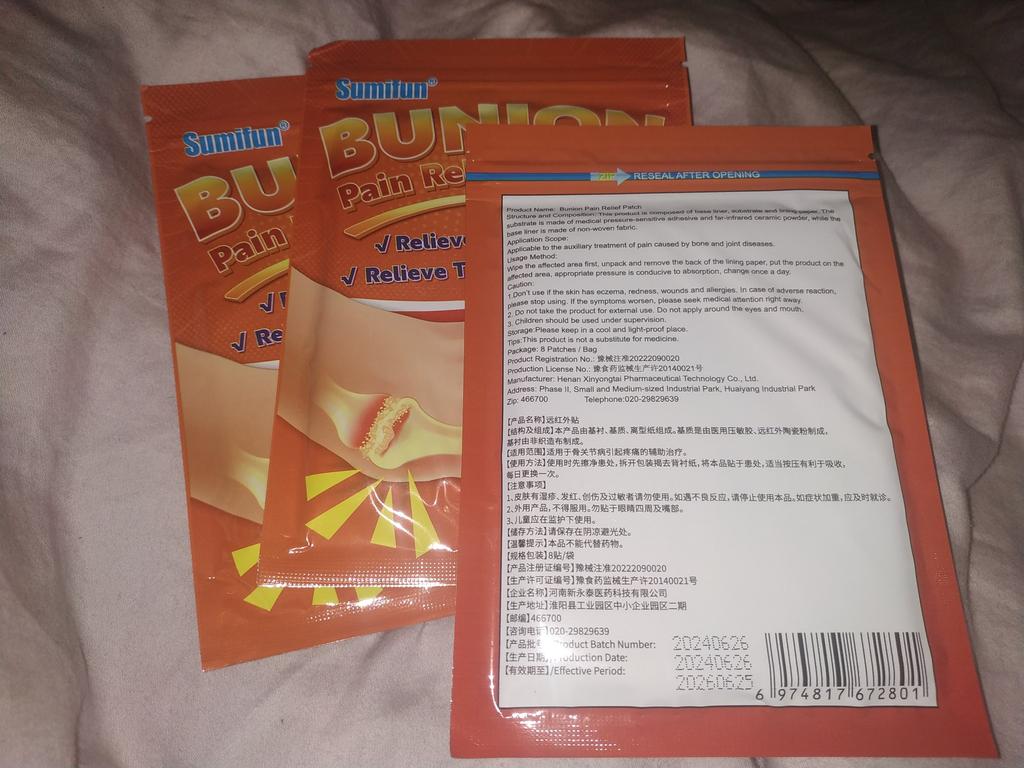 Sumifun®
BU
Pain
√
√ Re
Sumifun®
BUNION
Pain Re
√ Reliev
√ Relieve T
ZIP RESEAL AFTER OPENING
Product Name: Bunion Pain Relief Patch
Structure and Composition: This product is composed of base liner, substrate and lining paper. The
substrate is made of medical pressure-sensitive adhesive and far-infrared ceramic powder, while the
base liner is made of non-woven fabric.
Application Scope:
Applicable to the auxiliary treatment of pain caused by bone and joint diseases.
Usage Method:
Wipe the affected area first, unpack and remove the back of the lining paper, put the product on the
affected area, appropriate pressure is conducive to absorption, change once a day.
Caution:
1.Don't use if the skin has eczema, redness, wounds and allergies. In case of adverse reaction,
please stop using. If the symptoms worsen, please seek medical attention right away.
2. Do not take the product for external use. Do not apply around the eyes and mouth.
3. Children should be used under supervision.
Storage:Please keep in a cool and light-proof place.
Tips:This product is not a substitute for medicine.
Package: 8 Patches / Bag
Product Registration No.: 豫械注准20222090020
Production License No.: 豫食药监械生产许20140021号
Manufacturer: Henan Xinyongtai Pharmaceutical Technology Co., Ltd.
Address: Phase II, Small and Medium-sized Industrial Park, Huaiyang Industrial Park
Zip: 466700 Telephone:020-29829639
【产品名称】远红外贴
【结构及组成】本产品由基衬、基质、离型纸组成。基质是由医用压敏胶、远红外陶瓷粉制成,
基衬由非织造布制成。
【适用范围】适用于骨关节病引起疼痛的辅助治疗。
【使用方法】使用时先擦净患处,拆开包装揭去背衬纸,将本品贴于患处,适当按压有利于吸收,
每日更换一次。
【注意事项】
1、皮肤有湿疹、发红、创伤及过敏者请勿使用。如遇不良反应,请停止使用本品。如症状加重,应及时就诊。
2、外用产品,不得服用。勿贴于眼睛四周及嘴部。
3、儿童应在监护下使用。
【储存方法】请保存在阴凉避光处。
【温馨提示】本品不能代替药物。
【规格包装】8贴/袋
【产品注册证编号】豫械注准20222090020
【生产许可证编号】豫食药监械生产许20140021号
【企业名称】河南新永泰医药科技有限公司
【生产地址】淮阳县工业园区中小企业园区二期
【邮编】466700
【咨询电话】020-29829639
【产品批号】/Product Batch Number: 20240626
【生产日期】/Production Date: 20240626
【有效期至】/Effective Period: 20260625
6 974817 672801